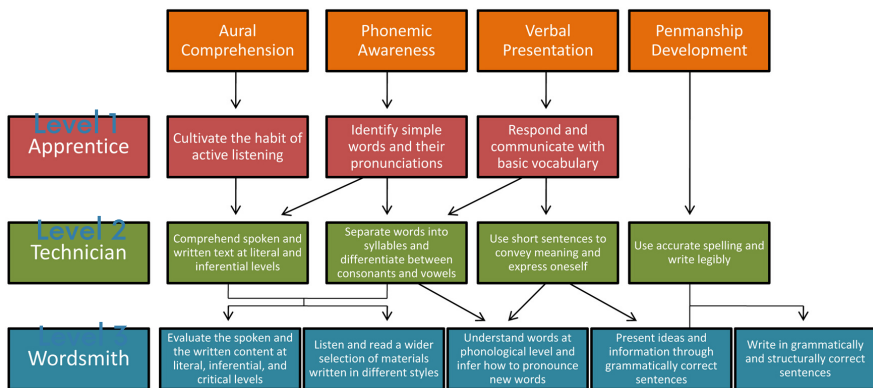 Aural
Comprehension
Phonemic
Awareness
Verbal
Presentation
Penmanship
Development
Level 1
Apprentice
Cultivate the habit of
active listening
Identify simple
words and their
pronunciations
Respond and
communicate with
basic vocabulary
Level 2
Technician
Comprehend spoken and
written text at literal and
inferential levels
Separate words into
syllables and
differentiate between
consonants and vowels
Use short sentences to
convey meaning and
express oneself
Use accurate spelling and
write legibly
Level 3
Wordsmith
Evaluate the spoken and
the written content at
literal, inferential, and
critical levels
Listen and read a wider
selection of materials
written in different styles
Understand words at
phonological level and
infer how to pronounce
new words
Present ideas and
information through
grammatically correct
sentences
Write in grammatically
and structurally correct
sentences